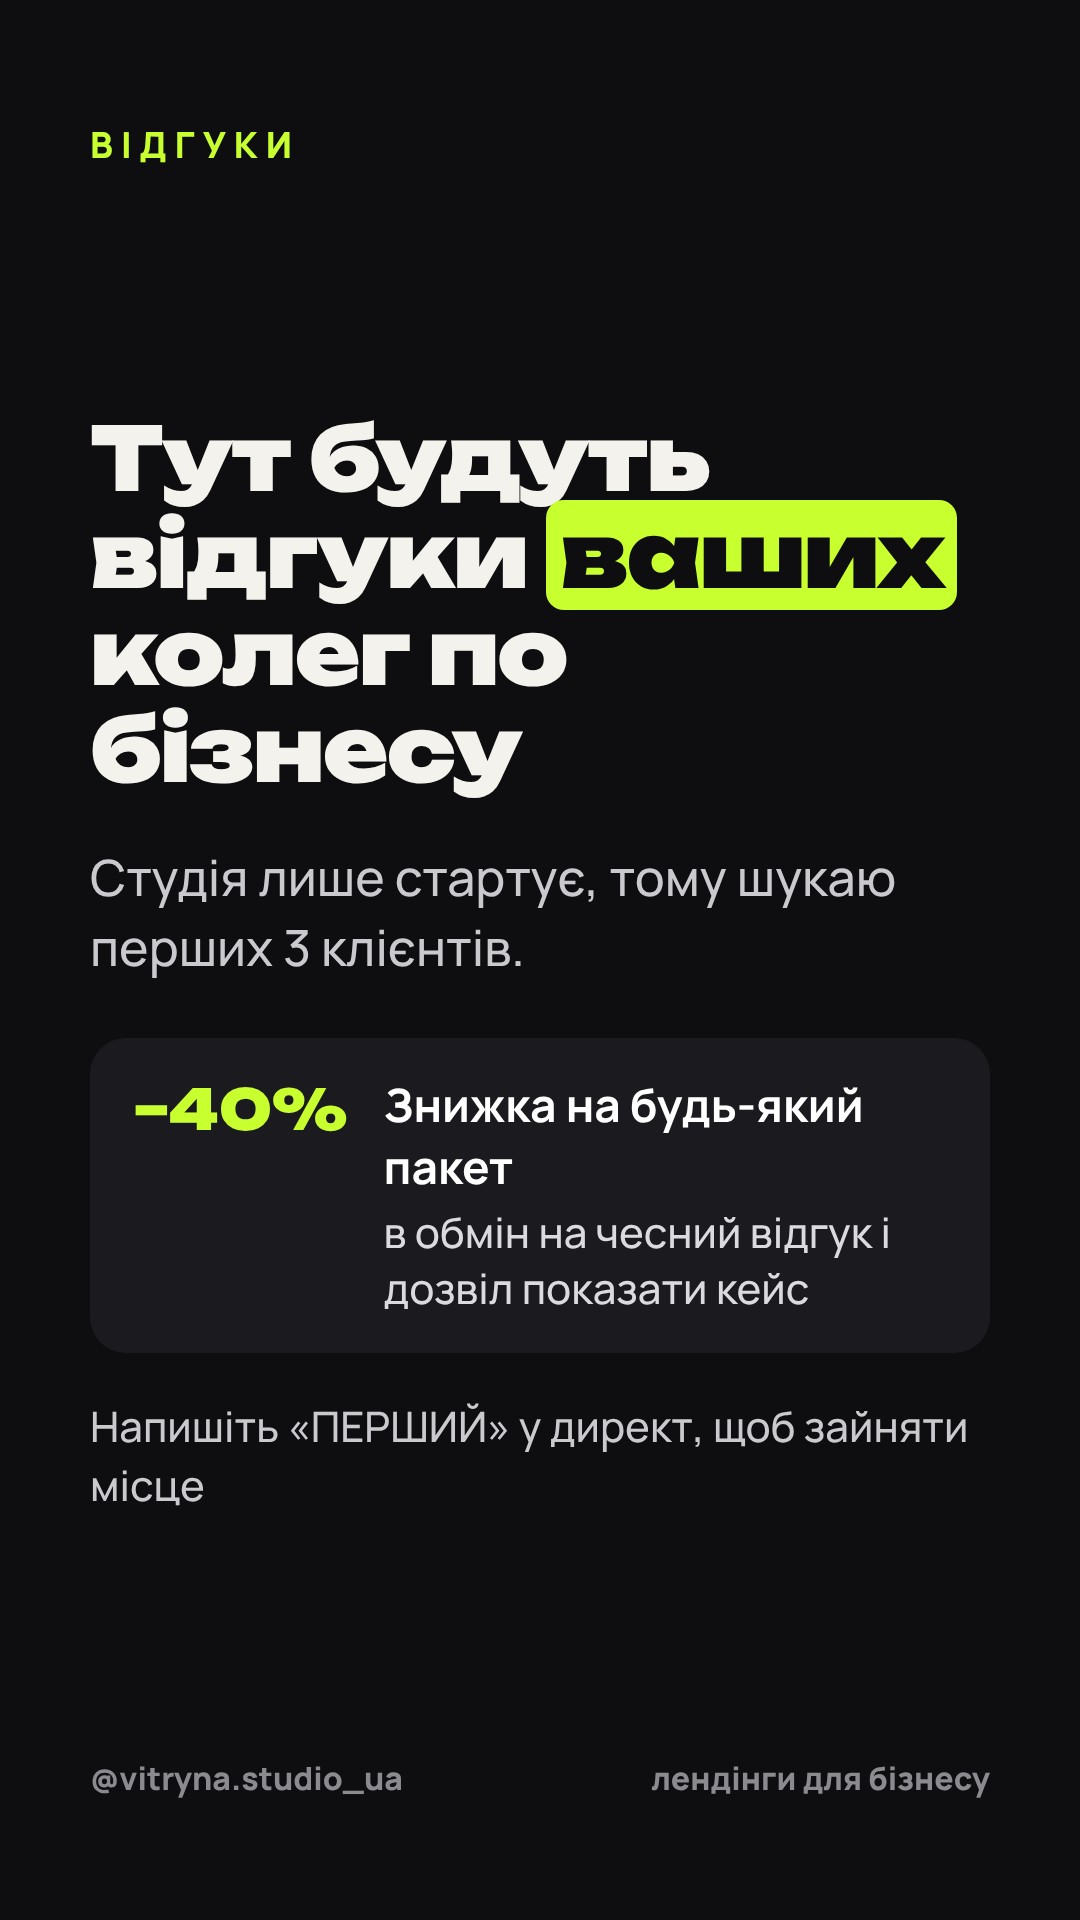 ВІДГУКИ
Тут будуть
відгуки ваших
колег по
бізнесу
Студія лише стартує, тому шукаю
перших 3 клієнтів.
−40% Знижка на будь-який
пакет
в обмін на чесний відгук і
дозвіл показати кейс
Напишіть «ПЕРШИЙ» у директ, щоб зайняти
місце
@vitryna.studio_ua лендінги для бізнесу